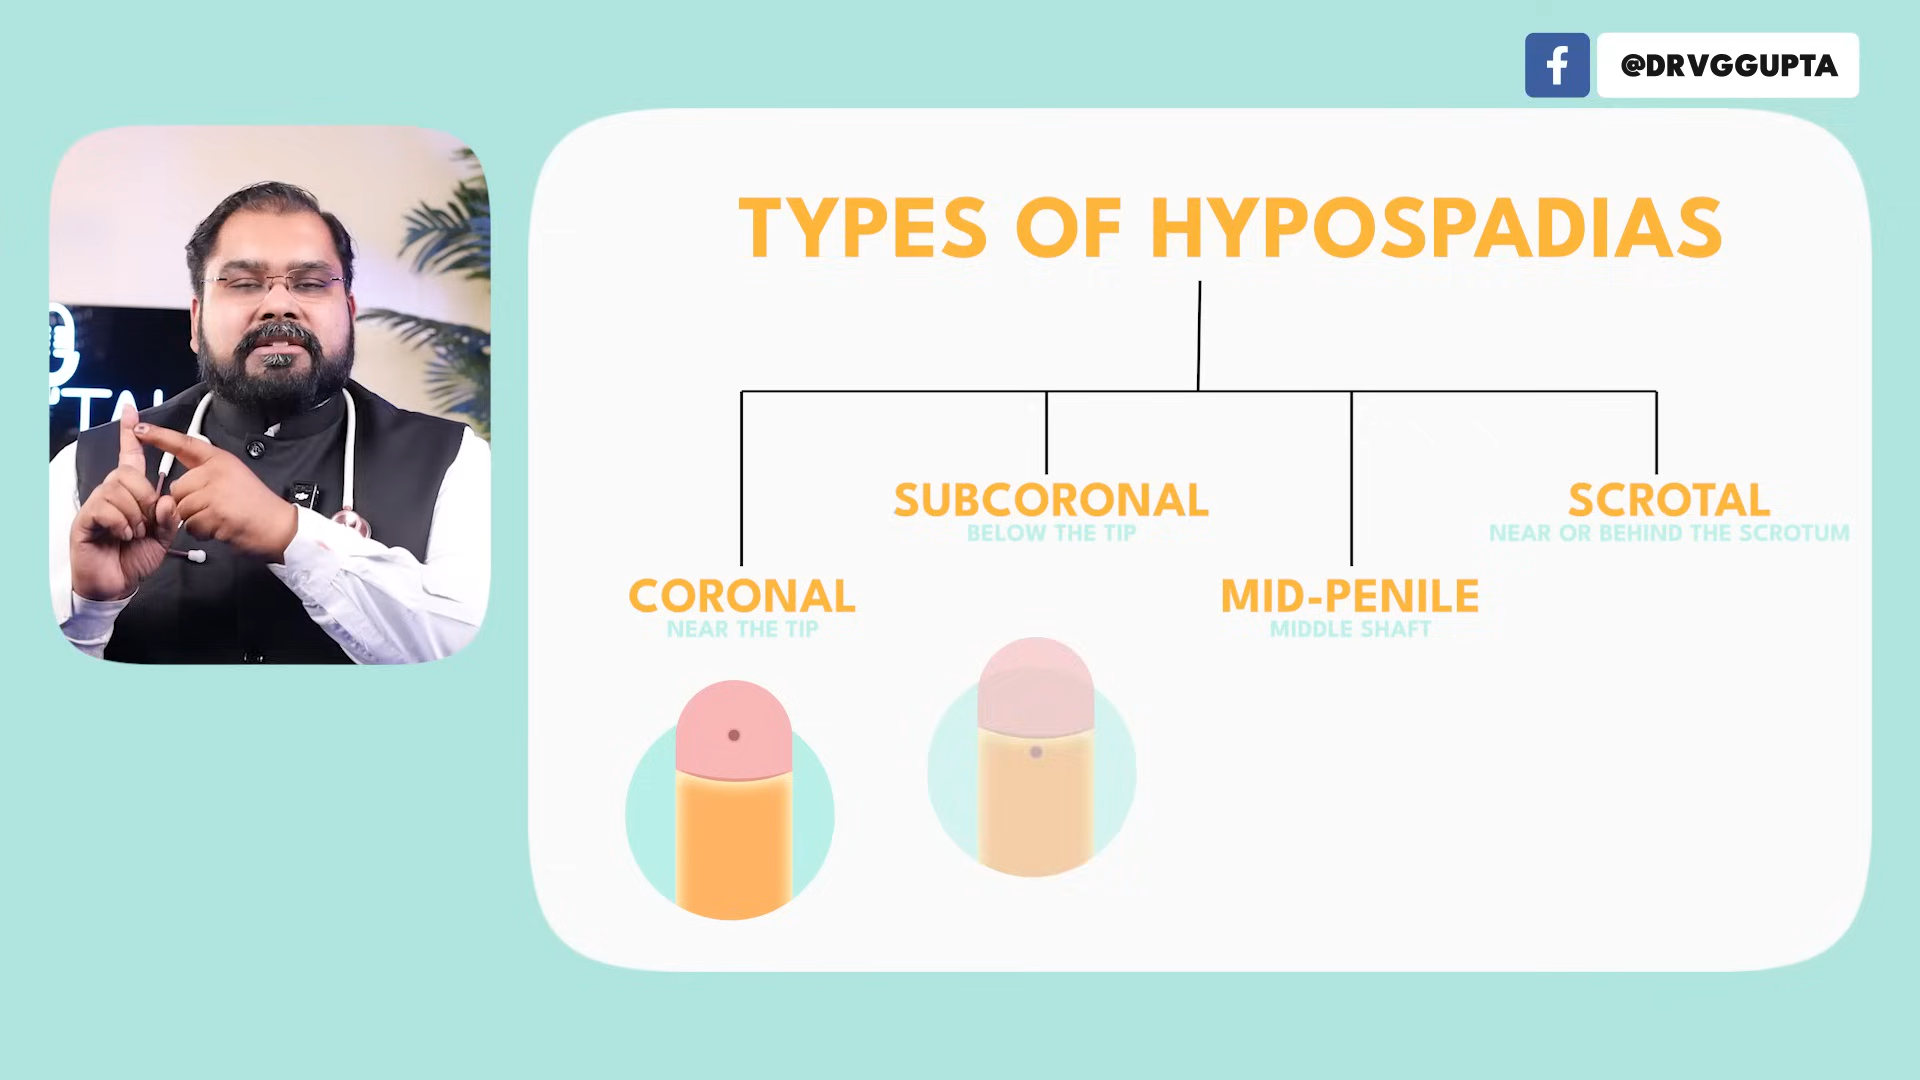 @DRVGGUPTA
TYPES OF HYPOSPADIAS
SUBCORONAL
BELOW THE TIP
SCROTAL
NEAR OR BEHIND THE SCROTUM
CORONAL
NEAR THE TIP
MID-PENILE
MIDDLE SHAFT